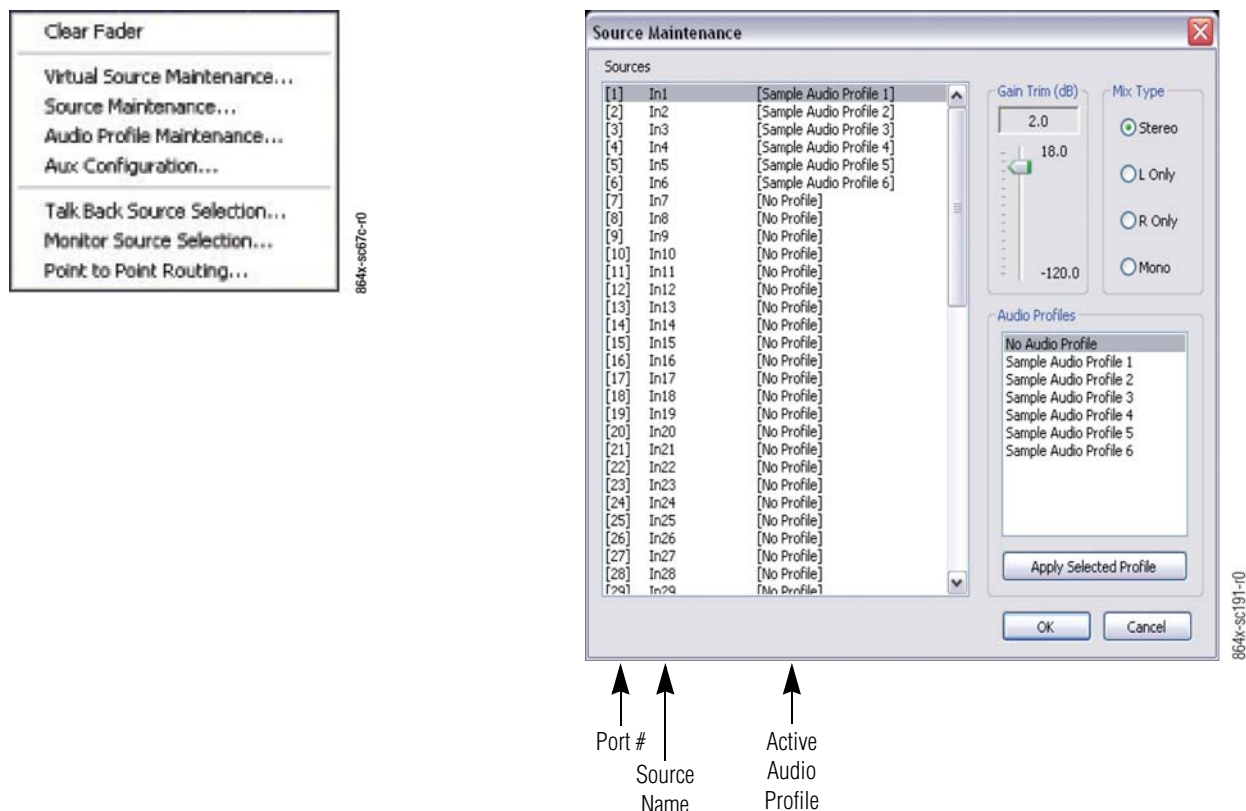 Clear Fader
Virtual Source Maintenance...
Source Maintenance...
Audio Profile Maintenance...
Aux Configuration...
Talk Back Source Selection...
Monitor Source Selection...
Point to Point Routing...
864x-sc67c-r0
Source Maintenance
Sources
[1] In1 [Sample Audio Profile 1]
[2] In2 [Sample Audio Profile 2]
[3] In3 [Sample Audio Profile 3]
[4] In4 [Sample Audio Profile 4]
[5] In5 [Sample Audio Profile 5]
[6] In6 [Sample Audio Profile 6]
[7] In7 [No Profile]
[8] In8 [No Profile]
[9] In9 [No Profile]
[10] In10 [No Profile]
[11] In11 [No Profile]
[12] In12 [No Profile]
[13] In13 [No Profile]
[14] In14 [No Profile]
[15] In15 [No Profile]
[16] In16 [No Profile]
[17] In17 [No Profile]
[18] In18 [No Profile]
[19] In19 [No Profile]
[20] In20 [No Profile]
[21] In21 [No Profile]
[22] In22 [No Profile]
[23] In23 [No Profile]
[24] In24 [No Profile]
[25] In25 [No Profile]
[26] In26 [No Profile]
[27] In27 [No Profile]
[28] In28 [No Profile]
[29] In29 [No Profile]
Gain Trim (dB)
2.0
18.0
-120.0
Mix Type
Stereo
L Only
R Only
Mono
Audio Profiles
No Audio Profile
Sample Audio Profile 1
Sample Audio Profile 2
Sample Audio Profile 3
Sample Audio Profile 4
Sample Audio Profile 5
Sample Audio Profile 6
Apply Selected Profile
OK Cancel
864x-sc191-r0
Port #
Source
Name
Active
Audio
Profile